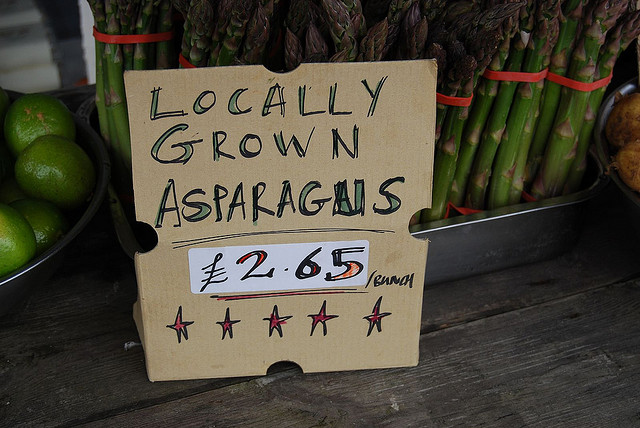 LOCALLY
GROWN
ASPARAGUS
£2.65 /BUNCH